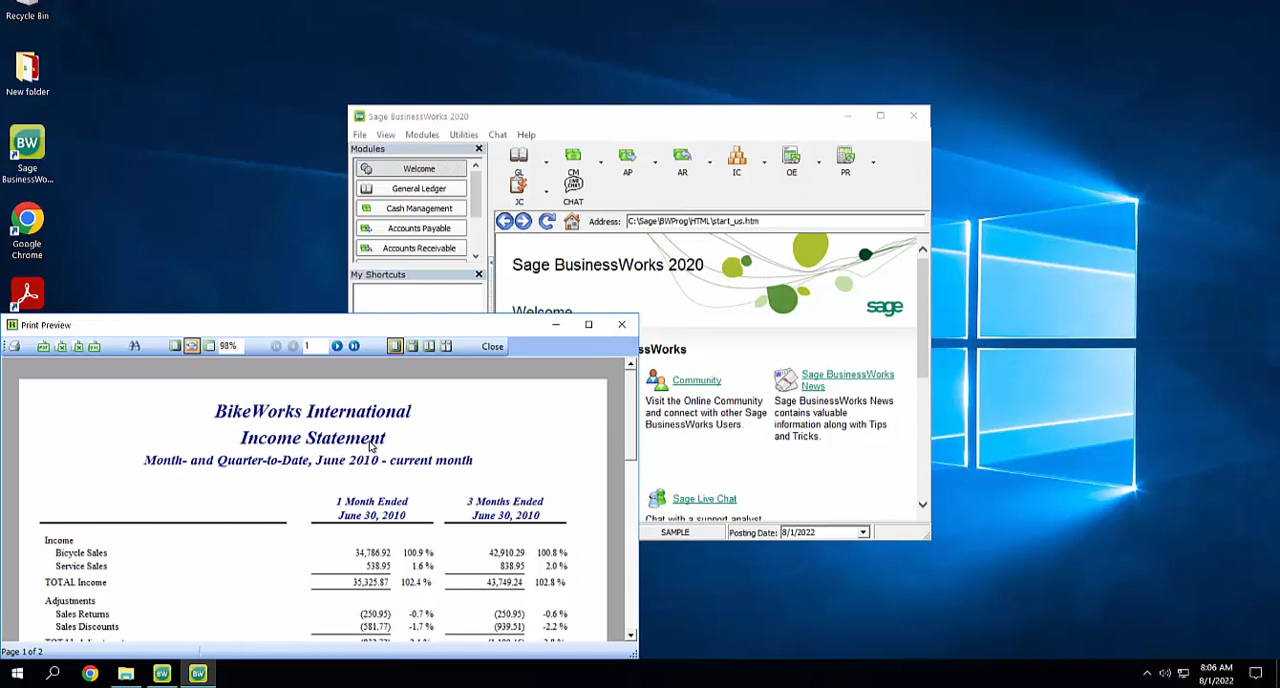 Recycle Bin
New folder
BW
Sage
BusinessWo...
Google
Chrome
Sage BusinessWorks 2020
File View Modules Utilities Chat Help
Modules
Welcome
General Ledger
Cash Management
Accounts Payable
Accounts Receivable
My Shortcuts
GL CM AP AR IC OE PR
JC CHAT
Address: C:\Sage\BWProg\HTML\start_us.htm
Sage BusinessWorks 2020
sage
Welcome
ssWorks
Community
Visit the Online Community
and connect with other Sage
BusinessWorks Users.
Sage BusinessWorks
News
Sage BusinessWorks News
contains valuable
information along with Tips
and Tricks.
Sage Live Chat
Chat with a support analyst
SAMPLE Posting Date: 8/1/2022
Print Preview
98% 1 Close
BikeWorks International
Income Statement
Month- and Quarter-to-Date, June 2010 - current month
1 Month Ended 3 Months Ended
June 30, 2010 June 30, 2010
Income
Bicycle Sales 34,786.92 100.9 % 42,910.29 100.8 %
Service Sales 538.95 1.6 % 838.95 2.0 %
TOTAL Income 35,325.87 102.4 % 43,749.24 102.8 %
Adjustments
Sales Returns (250.95) -0.7 % (250.95) -0.6 %
Sales Discounts (581.77) -1.7 % (939.51) -2.2 %
Page 1 of 2
BW BW
8:06 AM
8/1/2022